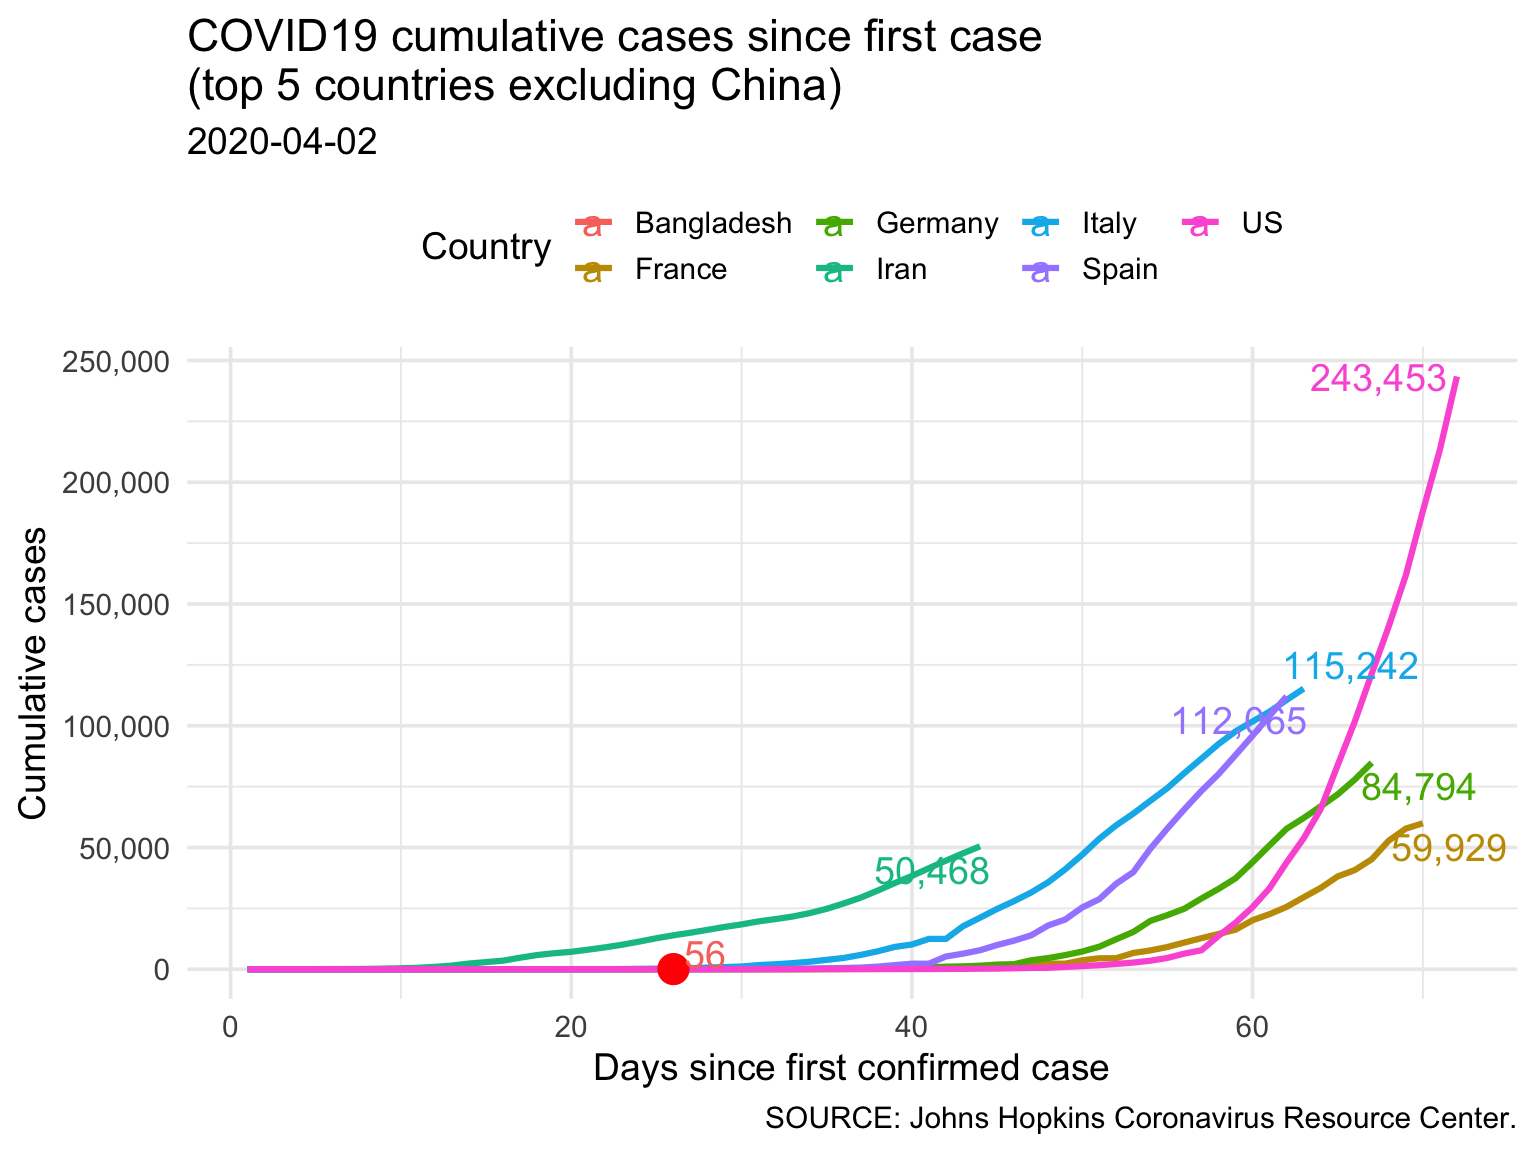 COVID19 cumulative cases since first case
(top 5 countries excluding China)
2020-04-02
Country
a Bangladesh a Germany a Italy a US
a France a Iran a Spain
250,000
200,000
150,000
100,000
50,000
0
Cumulative cases
243,453
115,242
112,065
84,794
59,929
50,468
56
0 20 40 60
Days since first confirmed case
SOURCE: Johns Hopkins Coronavirus Resource Center.